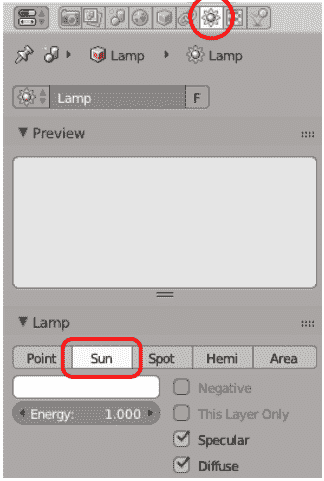 Lamp Lamp
Lamp F
Preview
Lamp
Point Sun Spot Hemi Area
Negative
Energy: 1.000 This Layer Only
Specular
Diffuse